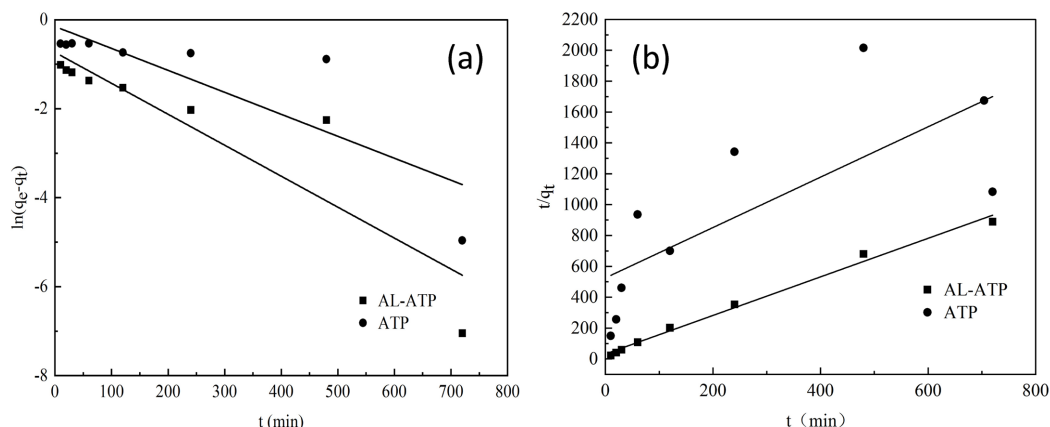 (a)
0
-2
-4
-6
-8
ln(qe-qt)
AL-ATP
ATP
0 100 200 300 400 500 600 700 800
t (min)
(b)
2200
2000
1800
1600
1400
1200
1000
800
600
400
200
0
t/qt
AL-ATP
ATP
0 200 400 600 800
t（min）